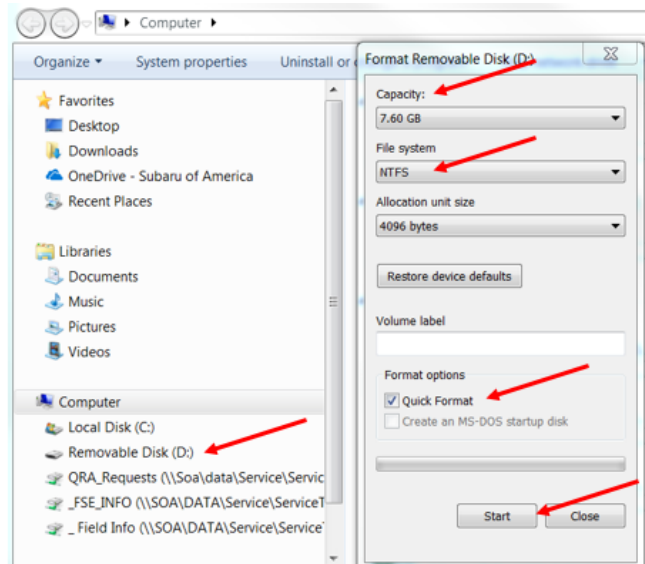 Computer
Organize
System properties
Uninstall or
Favorites
Desktop
Downloads
OneDrive - Subaru of America
Recent Places
Libraries
Documents
Music
Pictures
Videos
Computer
Local Disk (C:)
Removable Disk (D:)
QRA_Requests (\\Soa\data\Service\Servic
_FSE_INFO (\\SOA\DATA\Service\ServiceT
_ Field Info (\\SOA\DATA\Service\Service
Format Removable Disk (D:)
Capacity:
7.60 GB
File system
NTFS
Allocation unit size
4096 bytes
Restore device defaults
Volume label
Format options
Quick Format
Create an MS-DOS startup disk
Start
Close